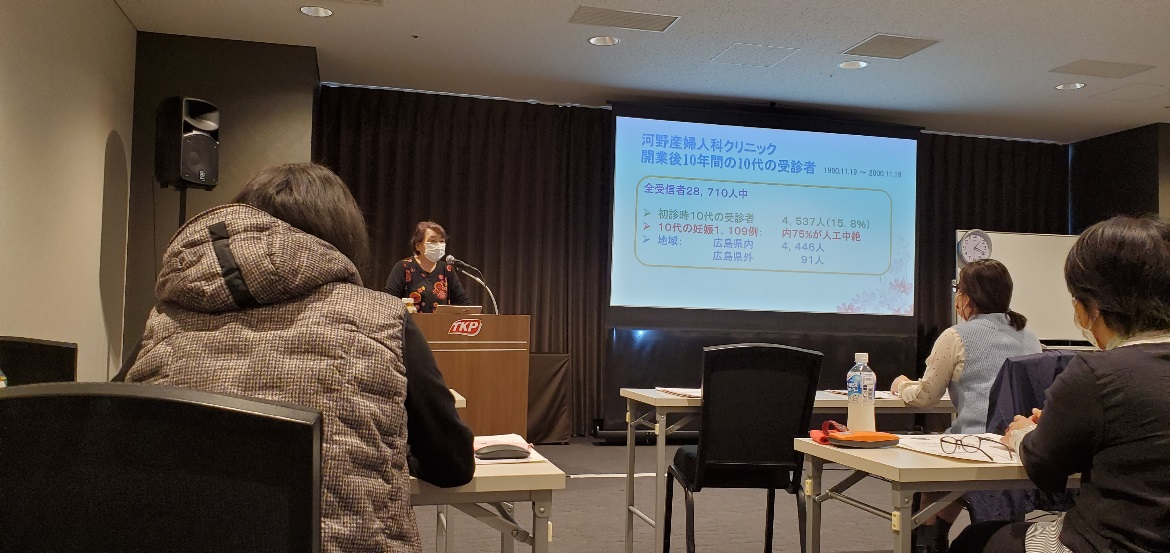 河野産婦人科クリニック
開業後10年間の10代の受診者 1990.11.19 ~ 2000.11.18
全受信者28, 710人中
➢ 初診時10代の受診者 4, 537人(15. 8%)
➢ 10代の妊娠1, 109例: 内75%が人工中絶
➢ 地域: 広島県内 4, 446人
広島県外 91人
TKP